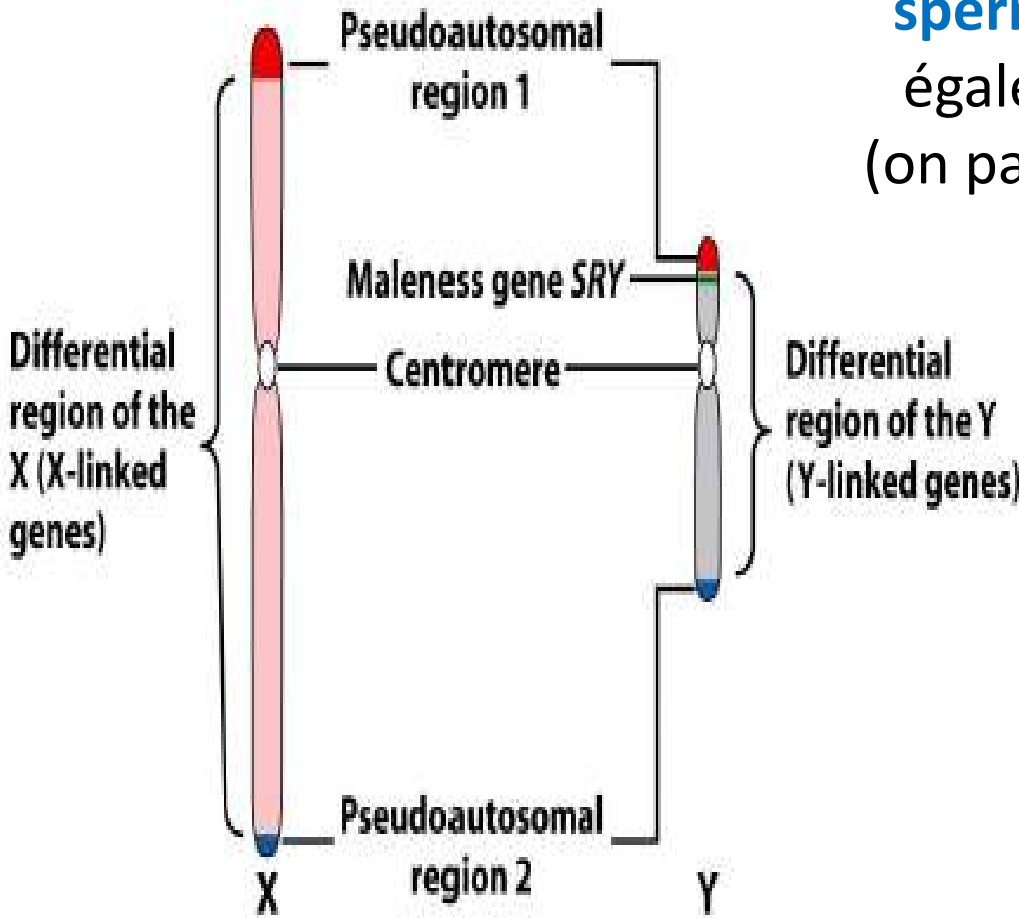 Pseudoautosomal
region 1
égale
(on pa
Maleness gene SRY
Centromere
Differential
region of the
X (X-linked
genes)
Differential
region of the Y
(Y-linked genes)
Pseudoautosomal
region 2
X
Y